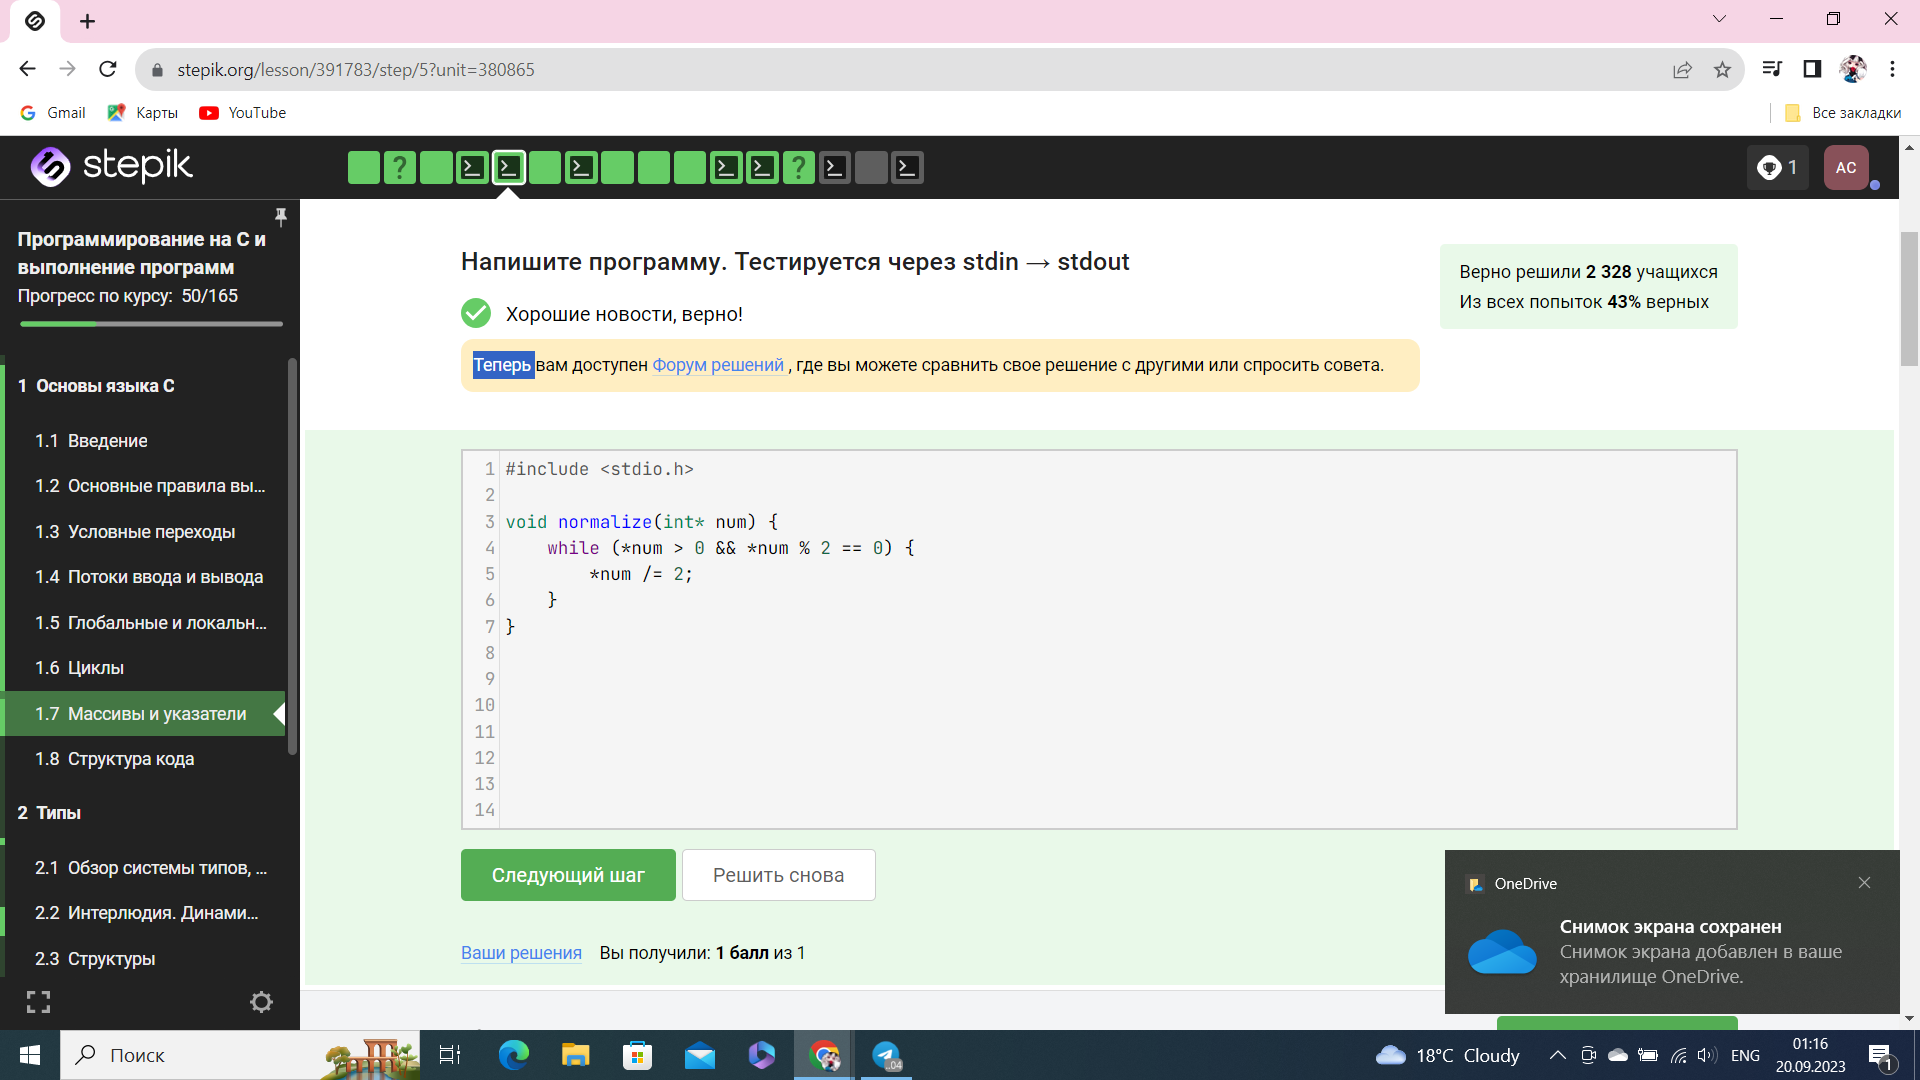 stepik.org/lesson/391783/step/5?unit=380865
Gmail
Карты
YouTube
Все закладки
stepik
1
AC
Программирование на С и
выполнение программ
Прогресс по курсу: 50/165
1 Основы языка C
1.1 Введение
1.2 Основные правила вы...
1.3 Условные переходы
1.4 Потоки ввода и вывода
1.5 Глобальные и локальн...
1.6 Циклы
1.7 Массивы и указатели
1.8 Структура кода
2 Типы
2.1 Обзор системы типов, ...
2.2 Интерлюдия. Динами...
2.3 Структуры
Напишите программу. Тестируется через stdin → stdout
Хорошие новости, верно!
Теперь вам доступен Форум решений , где вы можете сравнить свое решение с другими или спросить совета.
Верно решили 2 328 учащихся
Из всех попыток 43% верных
1 #include <stdio.h>
2
3 void normalize(int* num) {
4     while (*num > 0 && *num % 2 == 0) {
5         *num /= 2;
6     }
7 }
8
9
10
11
12
13
14
Следующий шаг
Решить снова
Ваши решения Вы получили: 1 балл из 1
OneDrive
Снимок экрана сохранен
Снимок экрана добавлен в ваше
хранилище OneDrive.
Поиск
.04
18°C Cloudy
ENG
01:16
20.09.2023
1